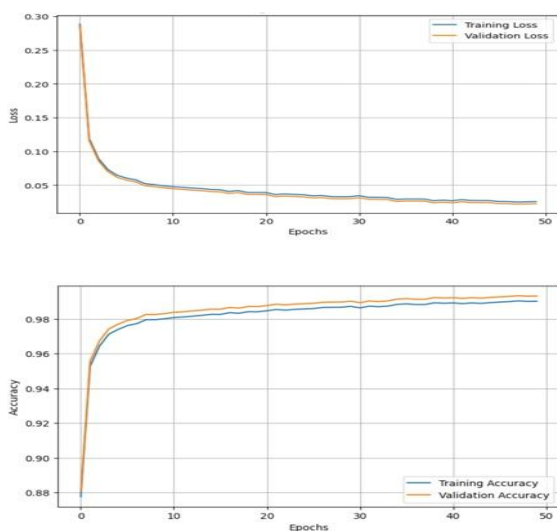 0.30
Training Loss
Validation Loss
0.25
0.20
Loss
0.15
0.10
0.05
0 10 20 30 40 50
Epochs
0.98
0.96
Accuracy
0.94
0.92
0.90
Training Accuracy
Validation Accuracy
0.88
0 10 20 30 40 50
Epochs